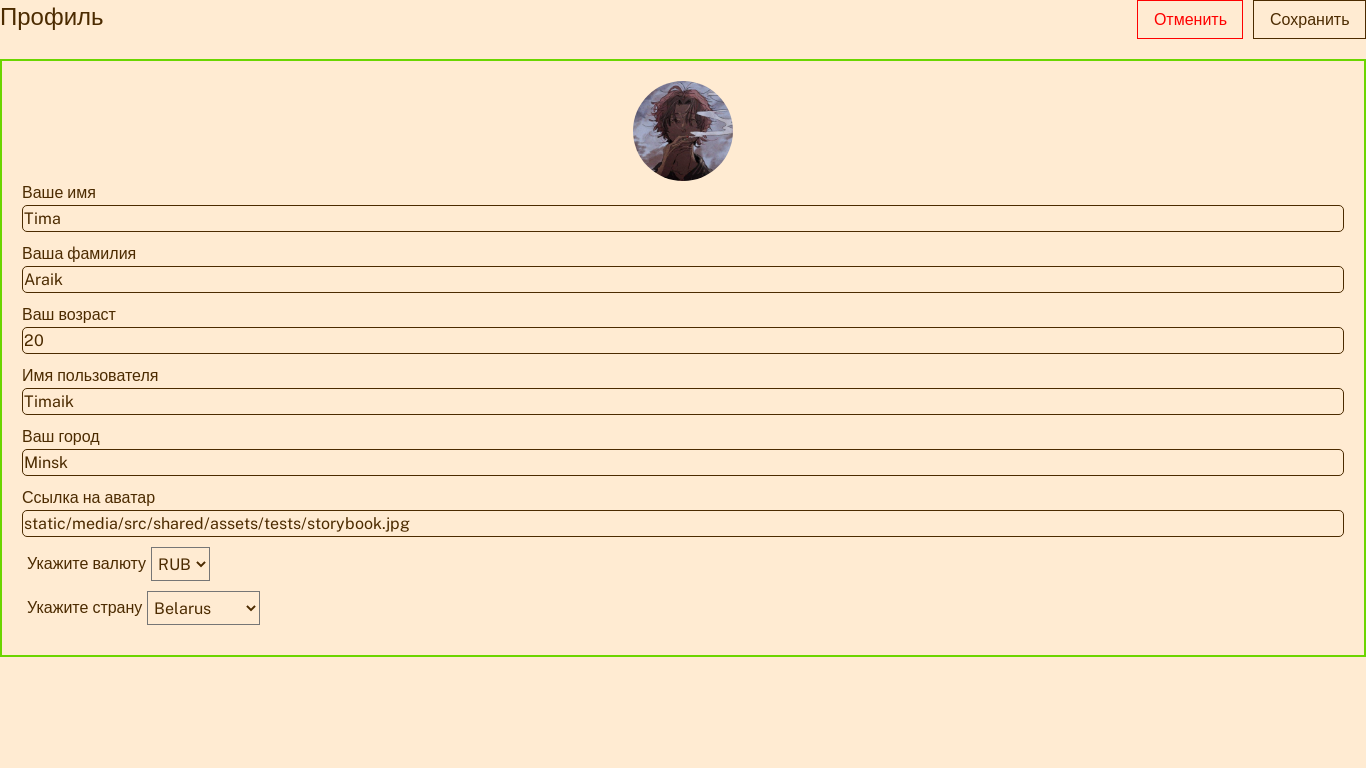 Профиль
Отменить
Сохранить
Ваше имя
Tima
Ваша фамилия
Araik
Ваш возраст
20
Имя пользователя
Timaik
Ваш город
Minsk
Ссылка на аватар
static/media/src/shared/assets/tests/storybook.jpg
Укажите валюту RUB
Укажите страну Belarus